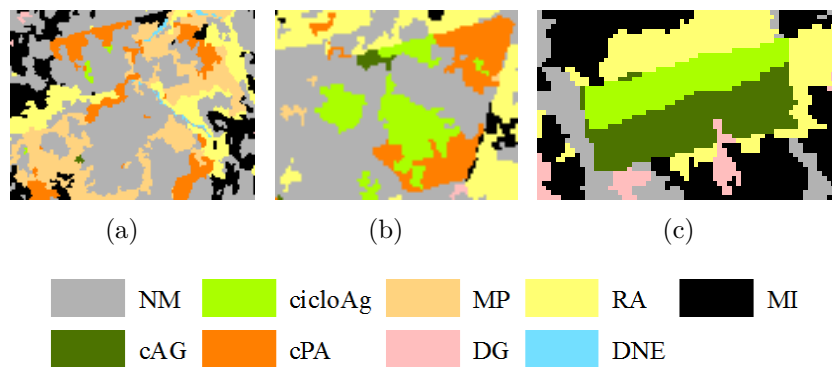 (a) (b) (c)
NM cicloAg MP RA MI
cAG cPA DG DNE